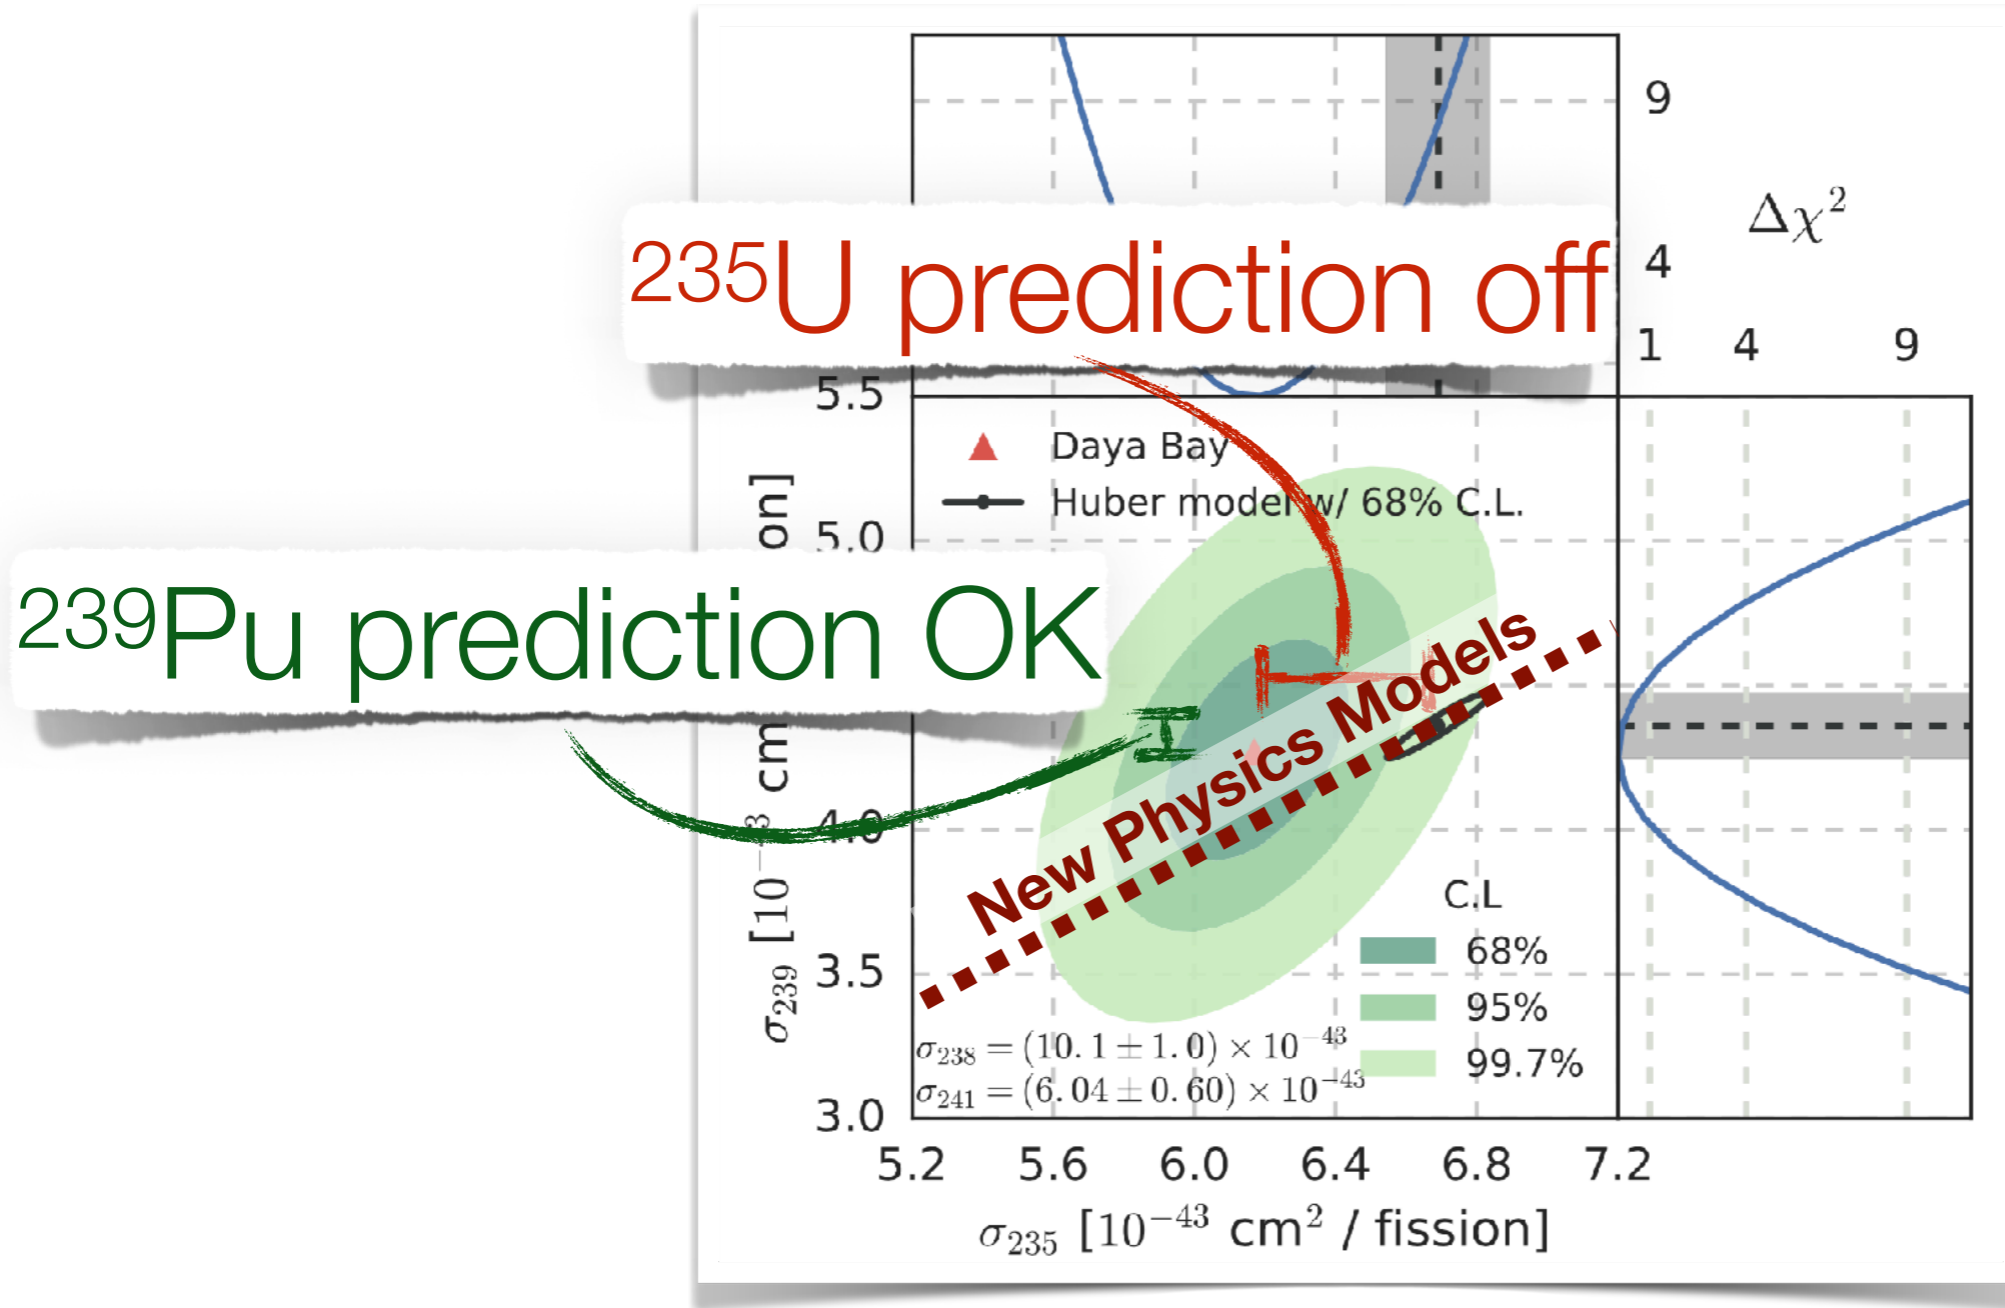 9
Δχ²
²³⁵U prediction off
4
1 4 9
5.5
Daya Bay
Huber model w/ 68% C.L.
5.0
²³⁹Pu prediction OK
New Physics Models
4.0
C.L
68%
3.5
95%
99.7%
σ₂₃₈ = (10.1 ± 1.0) × 10⁻⁴³
σ₂₄₁ = (6.04 ± 0.60) × 10⁻⁴³
3.0
σ₂₃₉ [10 cm on]
5.2 5.6 6.0 6.4 6.8 7.2
σ₂₃₅ [10⁻⁴³ cm² / fission]